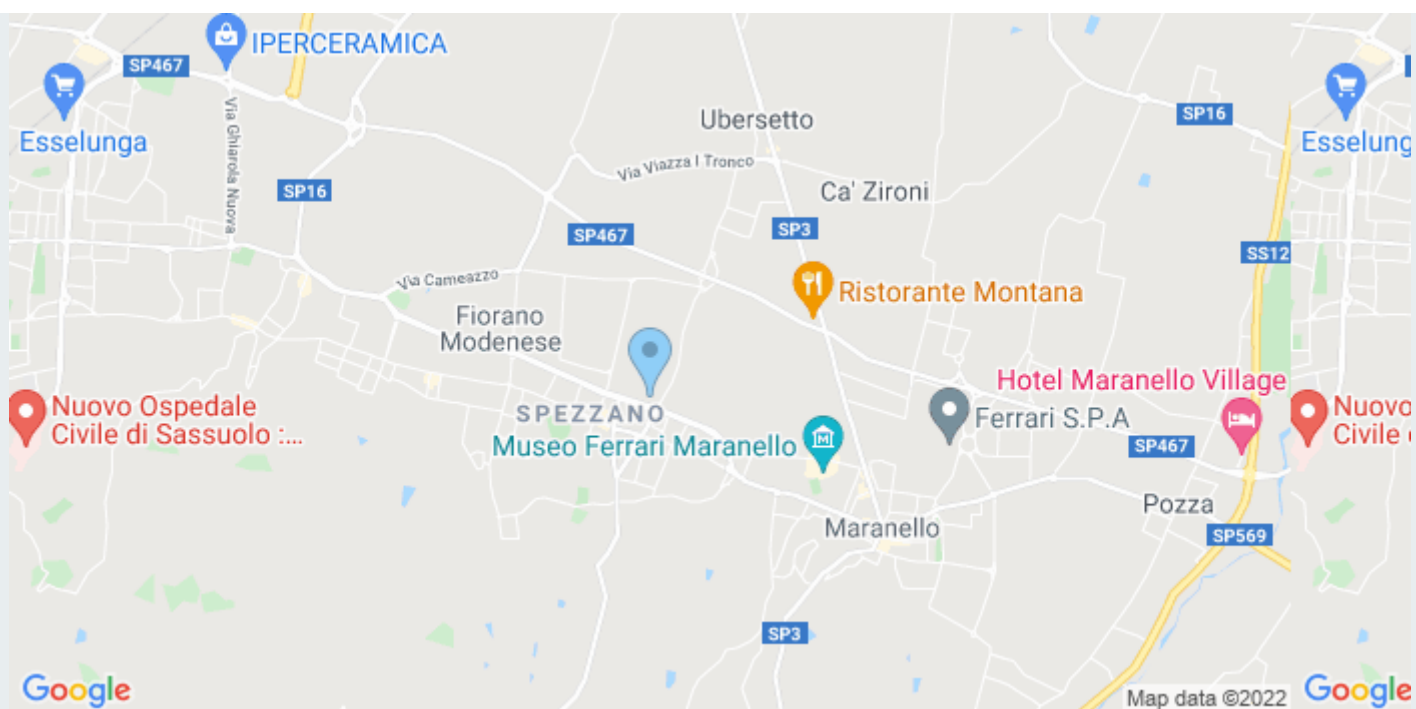 IPERCERAMICA
SP467
Esselunga
Via Ghiarola Nuova
SP16
Ubersetto
Via Viazza I Tronco
Ca' Zironi
SP16
Esselung
SP467
SP3
SS12
Via Cameazzo
Ristorante Montana
Fiorano
Modenese
Hotel Maranello Village
Nuovo Ospedale
Civile di Sassuolo :...
SPEZZANO
Ferrari S.P.A
Museo Ferrari Maranello
M
SP467
Nuovo
Civile
Pozza
Maranello
SP569
SP3
Google
Map data ©2022
Google